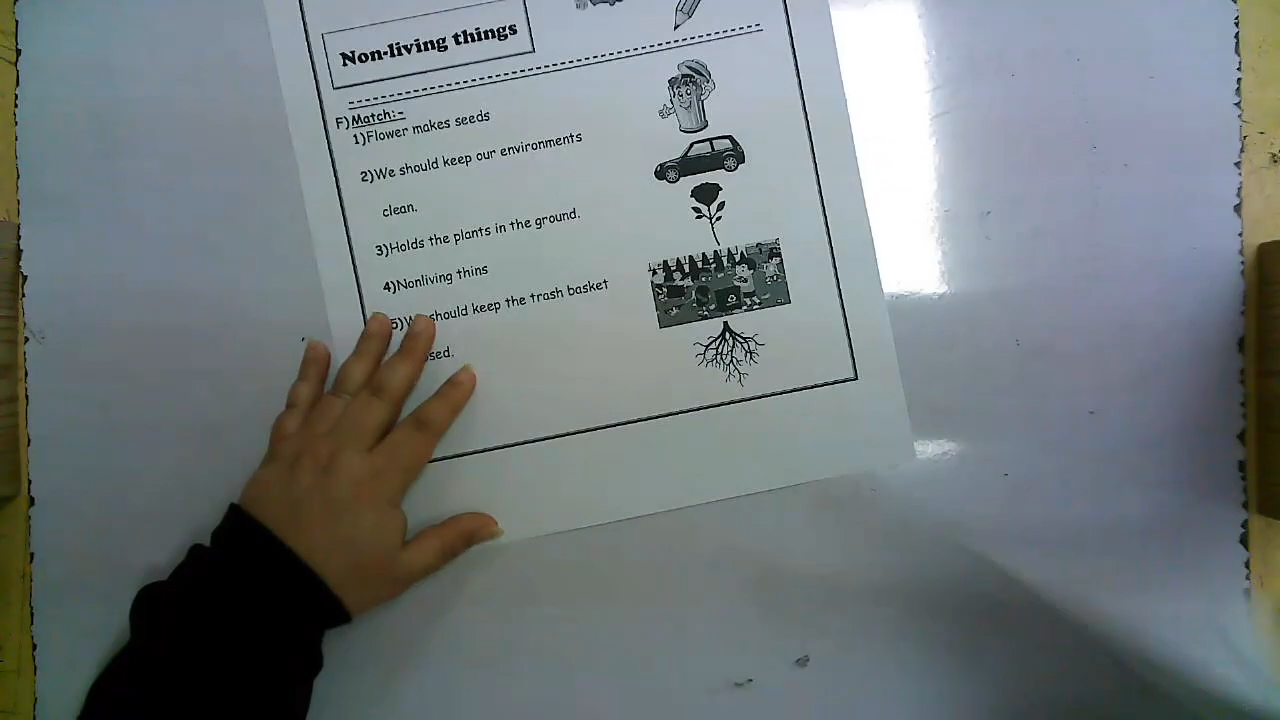 Non-living things
F)Match:-
1)Flower makes seeds
2)We should keep our environments
clean.
3)Holds the plants in the ground.
4)Nonliving thins
5) should keep the trash basket